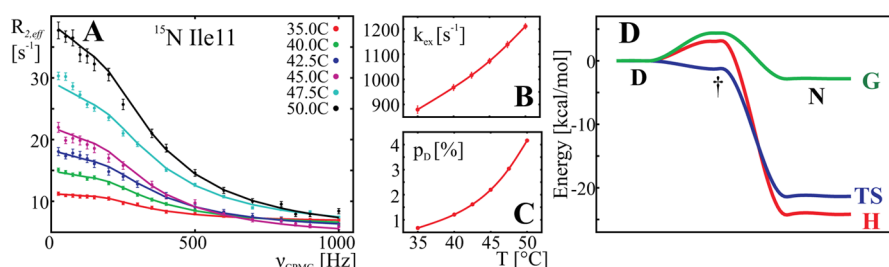 R2,eff
[s-1]
A
15N Ile11
35.0C
40.0C
42.5C
45.0C
47.5C
50.0C
30
20
10
0
500
1000
νCPMG [Hz]
kex [s-1]
1200
1100
1000
900
B
pD [%]
4
3
2
1
C
35
40
45
50
T [°C]
D
Energy [kcal/mol]
0
-10
-20
D
†
N
G
TS
H